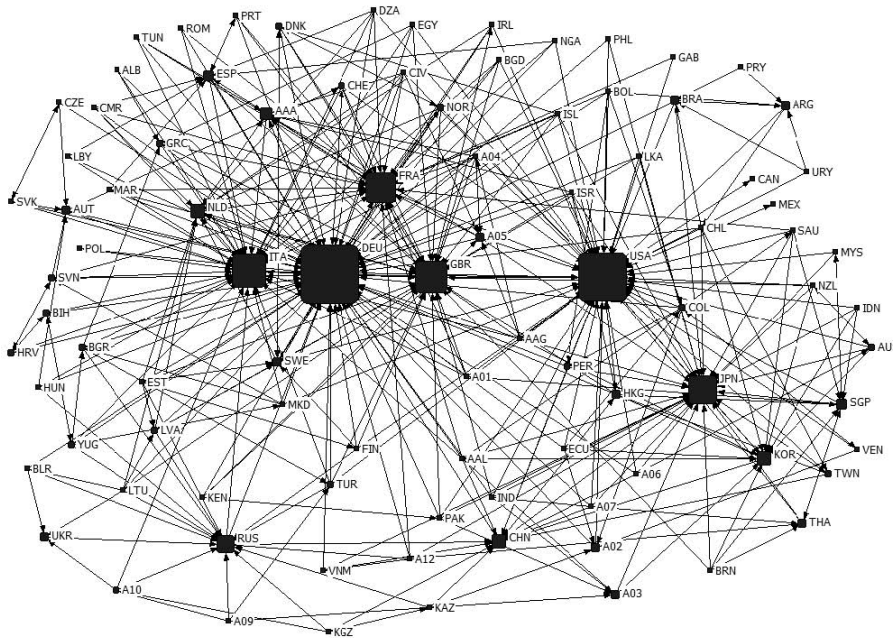 DZA
PRT
TUN
ROM
DNK
EGY
IRL
NGA
PHL
GAB
PRY
BGD
ALB
ESP
CHE
CIV
BOL
BRA
ARG
CZE
CMR
AAA
NOR
ISL
GRC
LBY
A04
LKA
FRA
URY
CAN
MAR
ISR
MEX
SVK
AUT
NLD
A05
CHL
SAU
POL
ITA
DEU
GBR
USA
MYS
SVN
NZL
BIH
COL
IDN
AAG
HRV
BGR
SWE
PER
AU
HUN
EST
A01
JPN
MKD
HKG
SGP
YUG
LVA
FIN
ECU
VEN
AAL
KOR
BLR
TUR
A06
TWN
LTU
KEN
IND
A07
PAK
THA
UKR
RUS
CHN
A02
A12
VNM
BRN
A10
A03
KAZ
A09
KGZ